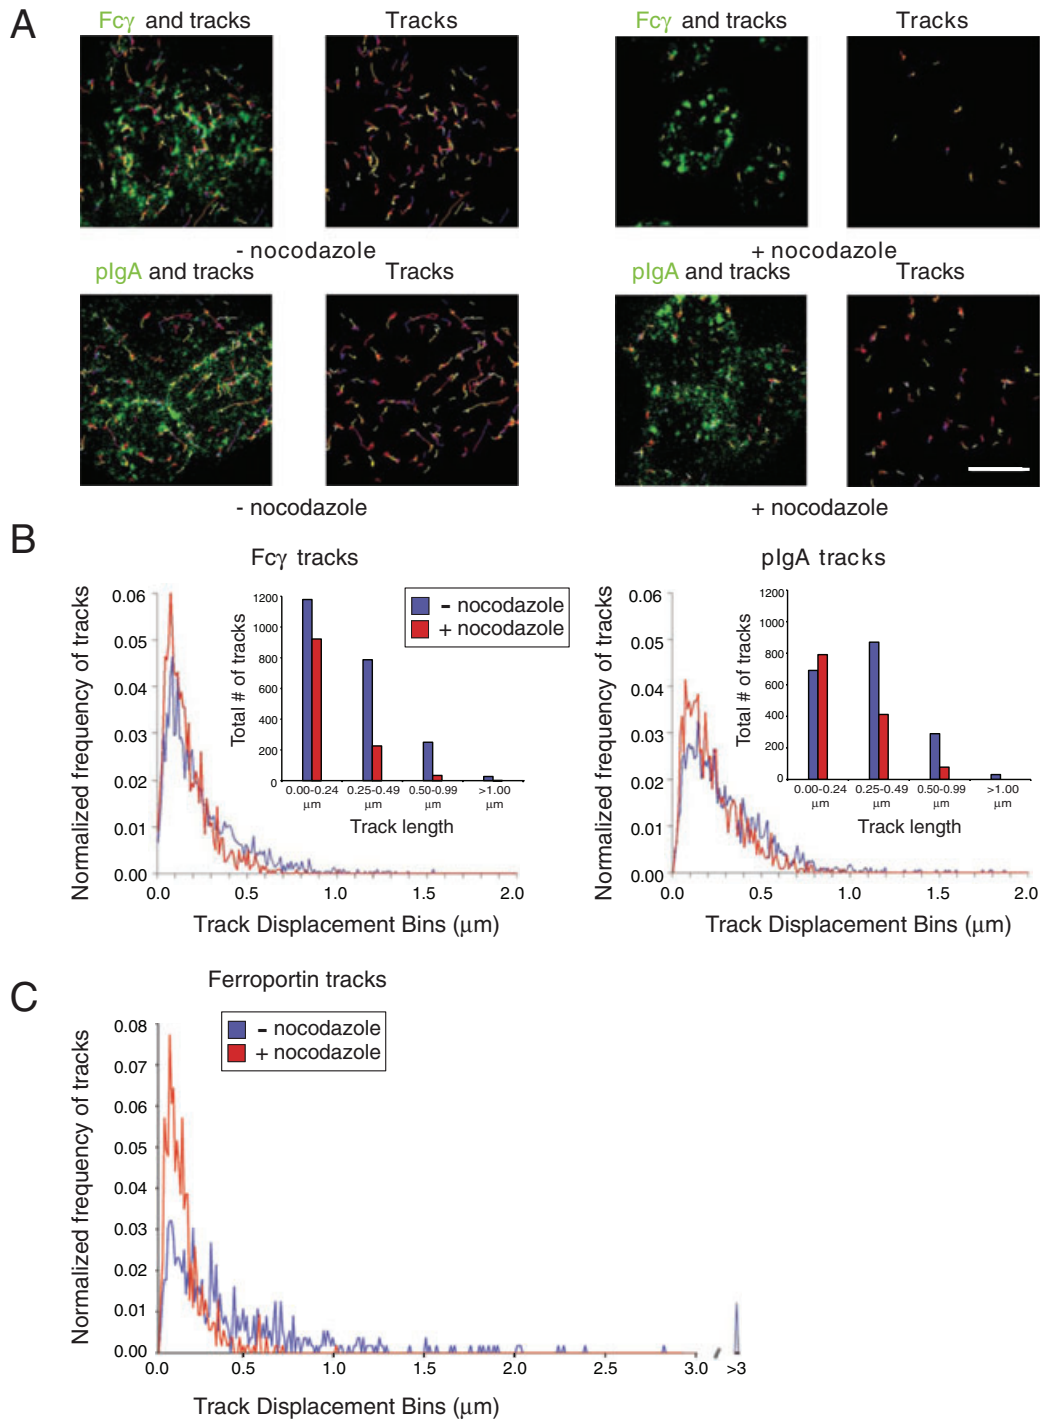 A
Fcγ and tracks
Tracks
Fcγ and tracks
Tracks
- nocodazole
+ nocodazole
pIgA and tracks
Tracks
pIgA and tracks
Tracks
- nocodazole
+ nocodazole
B
Fcγ tracks
Normalized frequency of tracks
0.06
0.05
0.04
0.03
0.02
0.01
0.00
0.0
0.5
1.0
1.5
2.0
Track Displacement Bins (μm)
Total # of tracks
1200
1000
800
600
400
200
0
0.00-0.24 μm
0.25-0.49 μm
0.50-0.99 μm
>1.00 μm
Track length
- nocodazole
+ nocodazole
pIgA tracks
Normalized frequency of tracks
0.06
0.05
0.04
0.03
0.02
0.01
0.00
0.0
0.5
1.0
1.5
2.0
Track Displacement Bins (μm)
Total # of tracks
1200
1000
800
600
400
200
0
0.00-0.24 μm
0.25-0.49 μm
0.50-0.99 μm
>1.00 μm
Track length
C
Ferroportin tracks
- nocodazole
+ nocodazole
Normalized frequency of tracks
0.08
0.07
0.06
0.05
0.04
0.03
0.02
0.01
0.00
0.0
0.5
1.0
1.5
2.0
2.5
3.0
>3
Track Displacement Bins (μm)